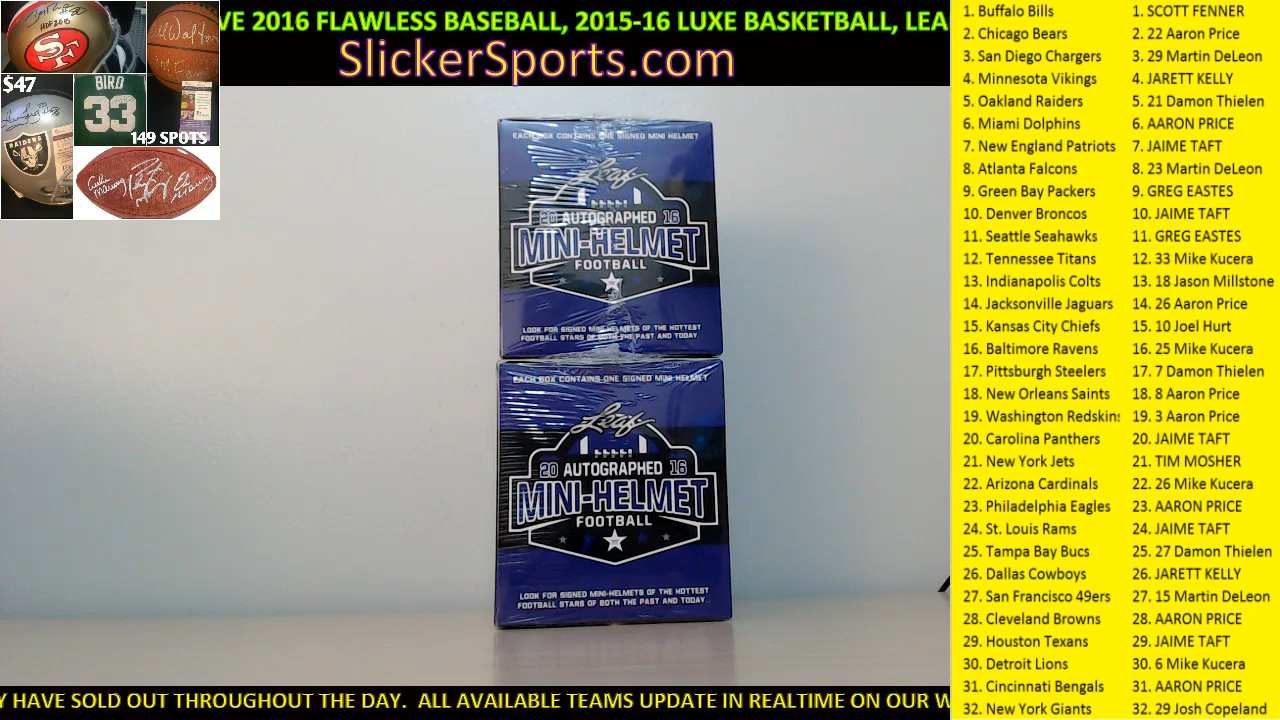 VE 2016 FLAWLESS BASEBALL, 2015-16 LUXE BASKETBALL, LEA
SlickerSports.com
$47
BIRD
33
149 SPOTS
RAIDERS
EACH BOX CONTAINS ONE SIGNED MINI HELMET
Leaf
20 AUTOGRAPHED 16
MINI-HELMET
FOOTBALL
LOOK FOR SIGNED MINI-HELMETS OF THE HOTTEST
FOOTBALL STARS OF BOTH THE PAST AND TODAY
EACH BOX CONTAINS ONE SIGNED MINI HELMET
Leaf
20 AUTOGRAPHED 16
MINI-HELMET
FOOTBALL
LOOK FOR SIGNED MINI-HELMETS OF THE HOTTEST
FOOTBALL STARS OF BOTH THE PAST AND TODAY
Y HAVE SOLD OUT THROUGHOUT THE DAY. ALL AVAILABLE TEAMS UPDATE IN REALTIME ON OUR W
1. Buffalo Bills
2. Chicago Bears
3. San Diego Chargers
4. Minnesota Vikings
5. Oakland Raiders
6. Miami Dolphins
7. New England Patriots
8. Atlanta Falcons
9. Green Bay Packers
10. Denver Broncos
11. Seattle Seahawks
12. Tennessee Titans
13. Indianapolis Colts
14. Jacksonville Jaguars
15. Kansas City Chiefs
16. Baltimore Ravens
17. Pittsburgh Steelers
18. New Orleans Saints
19. Washington Redskins
20. Carolina Panthers
21. New York Jets
22. Arizona Cardinals
23. Philadelphia Eagles
24. St. Louis Rams
25. Tampa Bay Bucs
26. Dallas Cowboys
27. San Francisco 49ers
28. Cleveland Browns
29. Houston Texans
30. Detroit Lions
31. Cincinnati Bengals
32. New York Giants
1. SCOTT FENNER
2. 22 Aaron Price
3. 29 Martin DeLeon
4. JARETT KELLY
5. 21 Damon Thielen
6. AARON PRICE
7. JAIME TAFT
8. 23 Martin DeLeon
9. GREG EASTES
10. JAIME TAFT
11. GREG EASTES
12. 33 Mike Kucera
13. 18 Jason Millstone
14. 26 Aaron Price
15. 10 Joel Hurt
16. 25 Mike Kucera
17. 7 Damon Thielen
18. 8 Aaron Price
19. 3 Aaron Price
20. JAIME TAFT
21. TIM MOSHER
22. 26 Mike Kucera
23. AARON PRICE
24. JAIME TAFT
25. 27 Damon Thielen
26. JARETT KELLY
27. 15 Martin DeLeon
28. AARON PRICE
29. JAIME TAFT
30. 6 Mike Kucera
31. AARON PRICE
32. 29 Josh Copeland